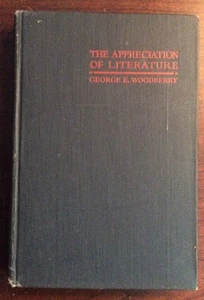 THE APPRECIATION
OF LITERATURE
GEORGE E. WOODBERRY